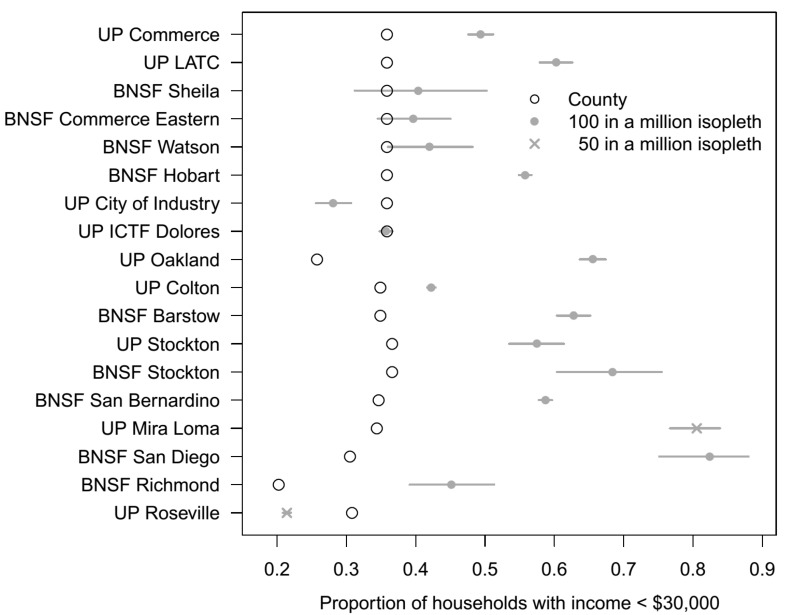 UP Commerce
UP LATC
BNSF Sheila
BNSF Commerce Eastern
BNSF Watson
BNSF Hobart
UP City of Industry
UP ICTF Dolores
UP Oakland
UP Colton
BNSF Barstow
UP Stockton
BNSF Stockton
BNSF San Bernardino
UP Mira Loma
BNSF San Diego
BNSF Richmond
UP Roseville
County
100 in a million isopleth
50 in a million isopleth
0.2 0.3 0.4 0.5 0.6 0.7 0.8 0.9
Proportion of households with income < $30,000